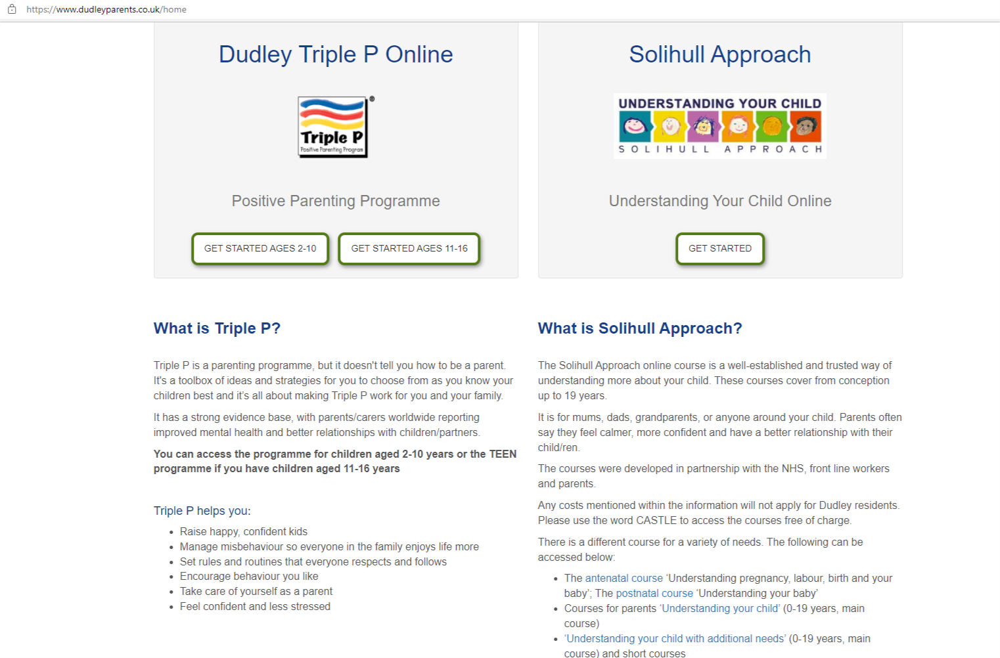 https://www.dudleyparents.co.uk/home
Dudley Triple P Online
®
Triple P
Positive Parenting Program
Positive Parenting Programme
GET STARTED AGES 2-10
GET STARTED AGES 11-16
Solihull Approach
UNDERSTANDING YOUR CHILD
SOLIHULL APPROACH
Understanding Your Child Online
GET STARTED
What is Triple P?
Triple P is a parenting programme, but it doesn't tell you how to be a parent.
It's a toolbox of ideas and strategies for you to choose from as you know your
children best and it’s all about making Triple P work for you and your family.
It has a strong evidence base, with parents/carers worldwide reporting
improved mental health and better relationships with children/partners.
You can access the programme for children aged 2-10 years or the TEEN
programme if you have children aged 11-16 years
Triple P helps you:
• Raise happy, confident kids
• Manage misbehaviour so everyone in the family enjoys life more
• Set rules and routines that everyone respects and follows
• Encourage behaviour you like
• Take care of yourself as a parent
• Feel confident and less stressed
What is Solihull Approach?
The Solihull Approach online course is a well-established and trusted way of
understanding more about your child. These courses cover from conception
up to 19 years.
It is for mums, dads, grandparents, or anyone around your child. Parents often
say they feel calmer, more confident and have a better relationship with their
child/ren.
The courses were developed in partnership with the NHS, front line workers
and parents.
Any costs mentioned within the information will not apply for Dudley residents.
Please use the word CASTLE to access the courses free of charge.
There is a different course for a variety of needs. The following can be
accessed below:
• The antenatal course ‘Understanding pregnancy, labour, birth and your
baby’; The postnatal course ‘Understanding your baby’
• Courses for parents ‘Understanding your child’ (0-19 years, main
course)
• ‘Understanding your child with additional needs’ (0-19 years, main
course) and short courses